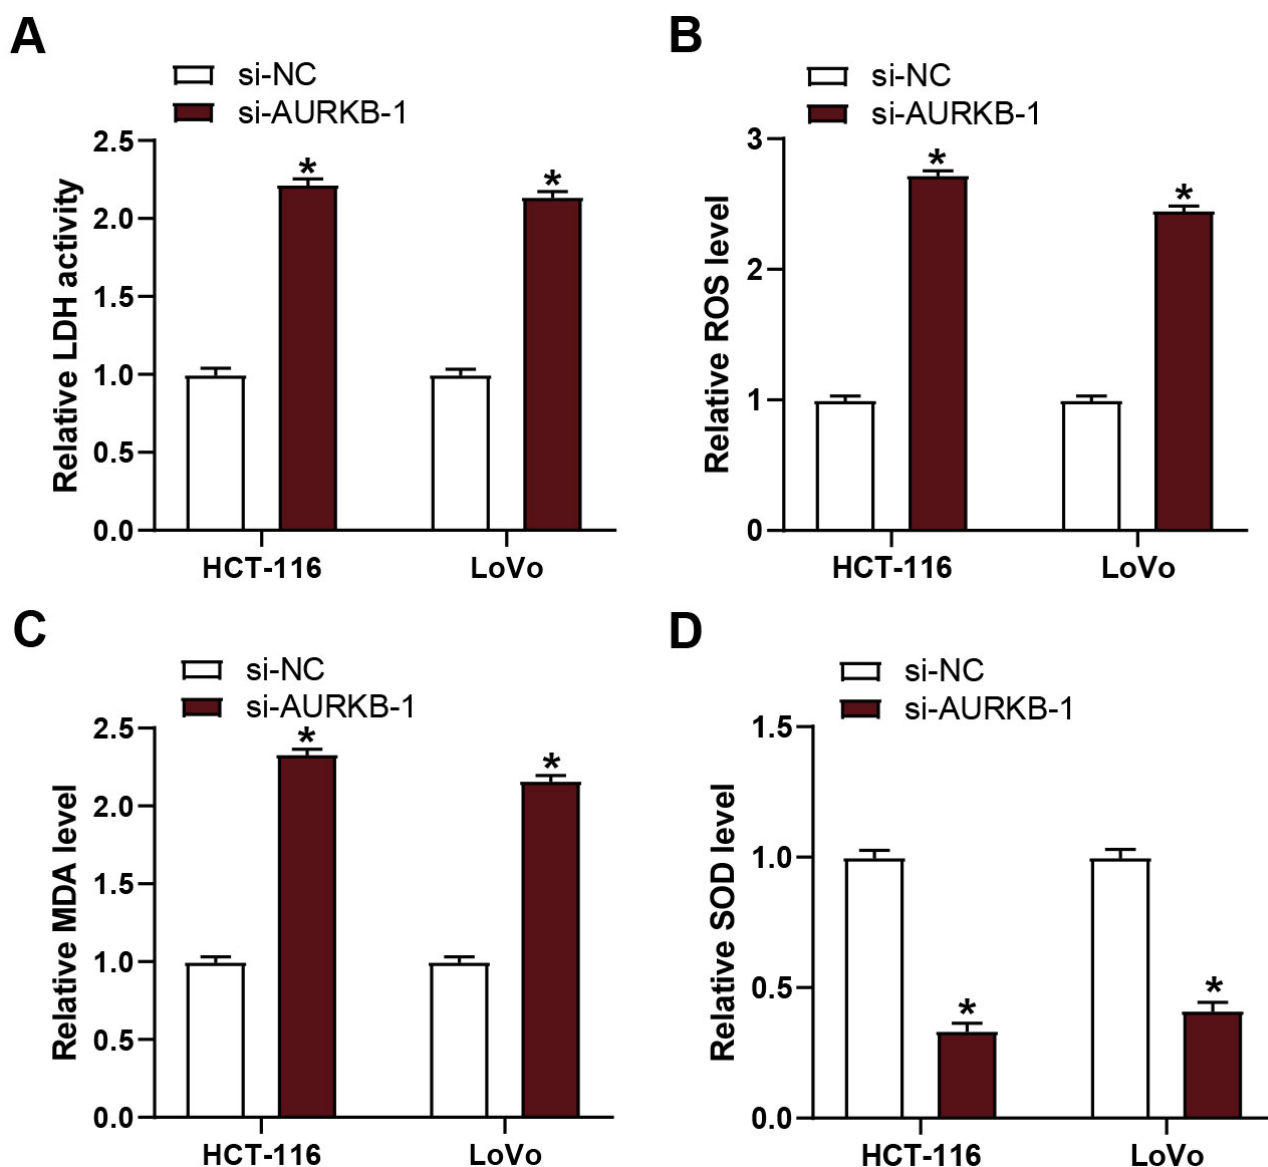 A
si-NC
si-AURKB-1
Relative LDH activity
2.5
*
*
2.0
1.5
1.0
0.5
0.0
HCT-116
LoVo
B
si-NC
si-AURKB-1
Relative ROS level
3
*
*
2
1
0
HCT-116
LoVo
C
si-NC
si-AURKB-1
Relative MDA level
2.5
*
*
2.0
1.5
1.0
0.5
0.0
HCT-116
LoVo
D
si-NC
si-AURKB-1
Relative SOD level
1.5
1.0
0.5
*
*
0.0
HCT-116
LoVo